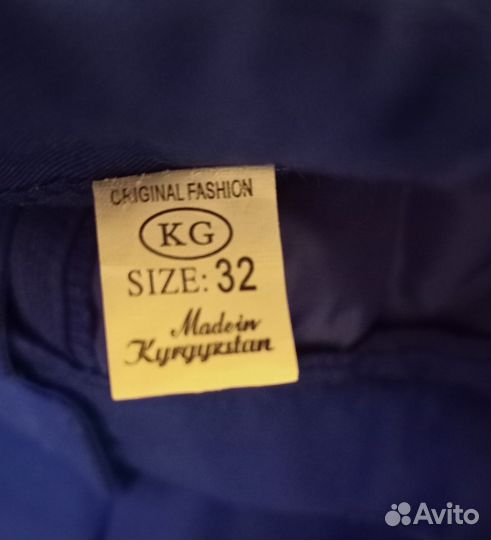 ORIGINAL FASHION
KG
SIZE: 32
Made in
Kyrgyzstan
Avito